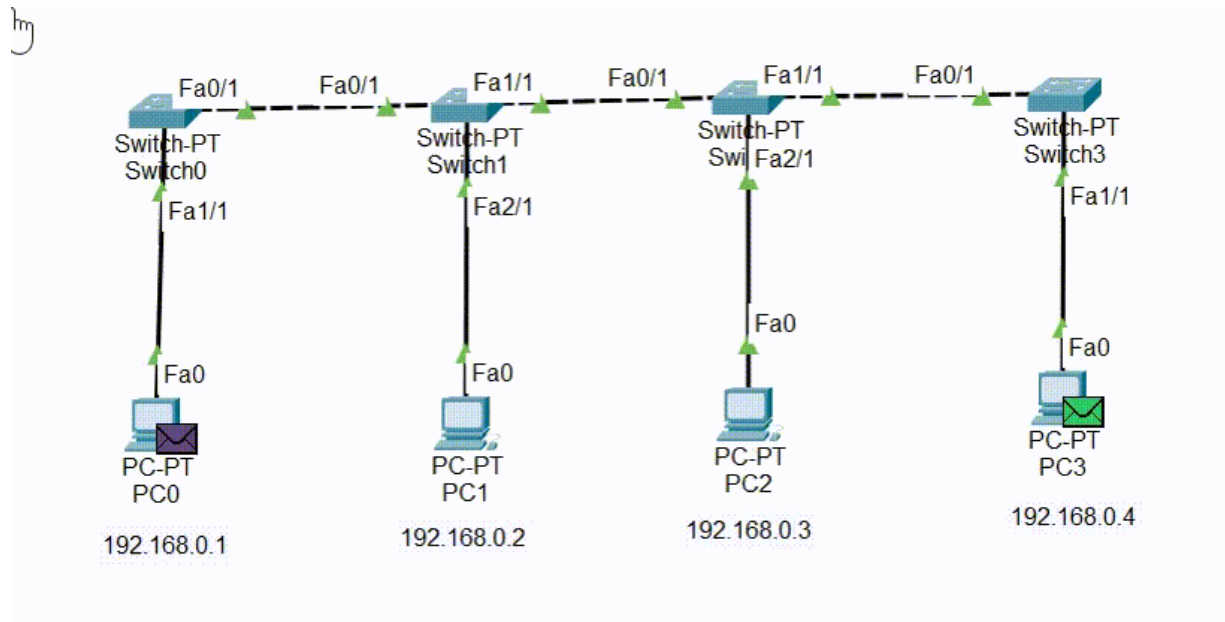 Fa0/1
Fa0/1
Fa1/1
Fa0/1
Fa1/1
Fa0/1
Switch-PT
Switch0
Switch-PT
Switch1
Switch-PT
Swi
Fa2/1
Switch-PT
Switch3
Fa1/1
Fa2/1
Fa1/1
Fa0
Fa0
Fa0
Fa0
PC-PT
PC0
PC-PT
PC1
PC-PT
PC2
PC-PT
PC3
192.168.0.1
192.168.0.2
192.168.0.3
192.168.0.4